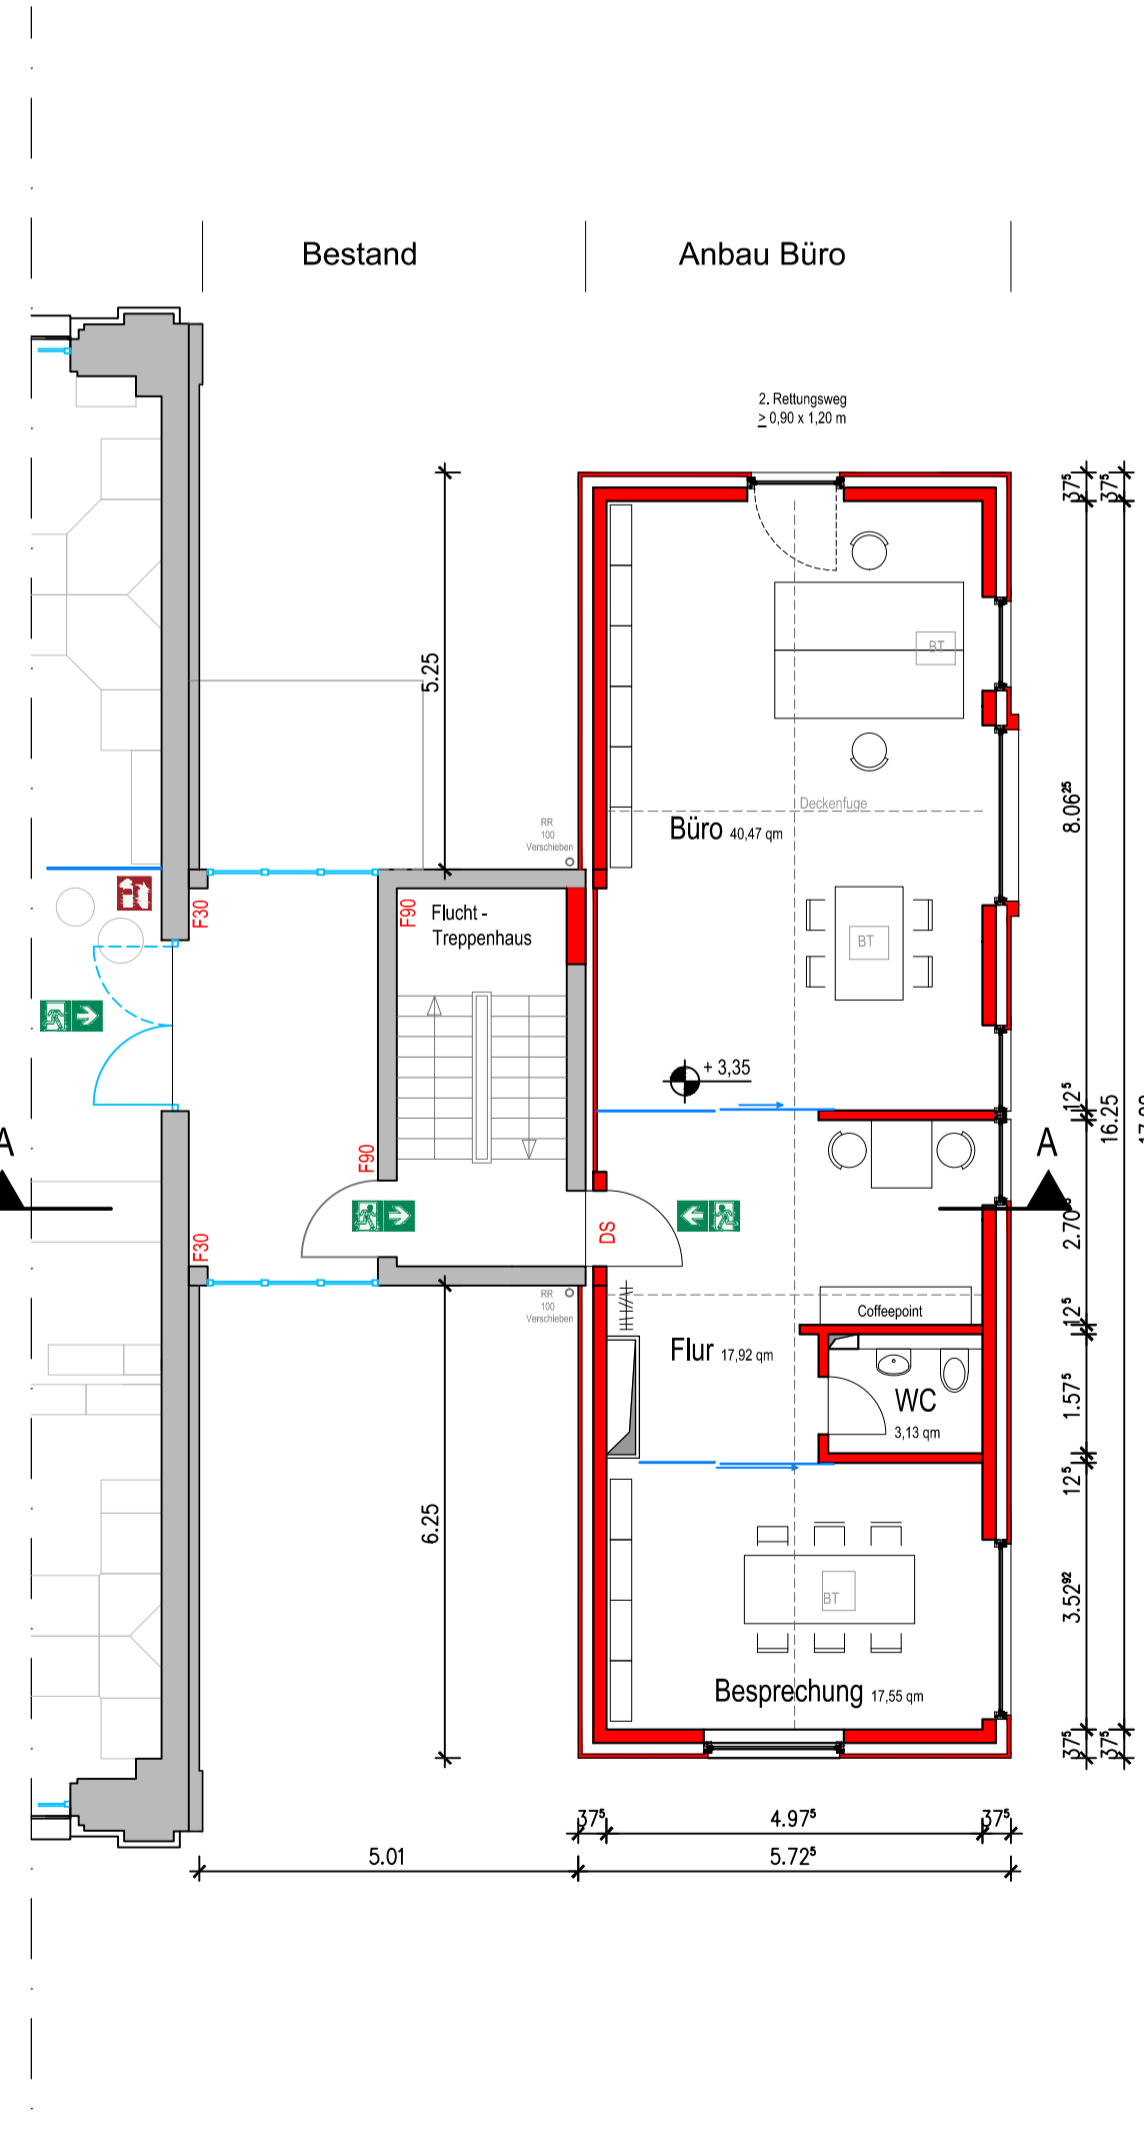 Bestand
Anbau Büro
2. Rettungsweg
≥ 0,90 x 1,20 m
37⁵
37⁵
5.25
BT
Deckenfuge
8.06²⁵
Büro 40,47 qm
RR
100
Verschieben
F30
F90
Flucht -
Treppenhaus
BT
+ 3,35
12⁵
16.25
A
A
F90
2.70
DS
F30
RR
100
Verschieben
Coffeepoint
12⁵
Flur 17,92 qm
WC
3,13 qm
1.57⁵
12⁵
6.25
BT
3.52⁹²
Besprechung 17,55 qm
37⁵
37⁵
37⁵
4.97⁵
37⁵
5.01
5.72⁵